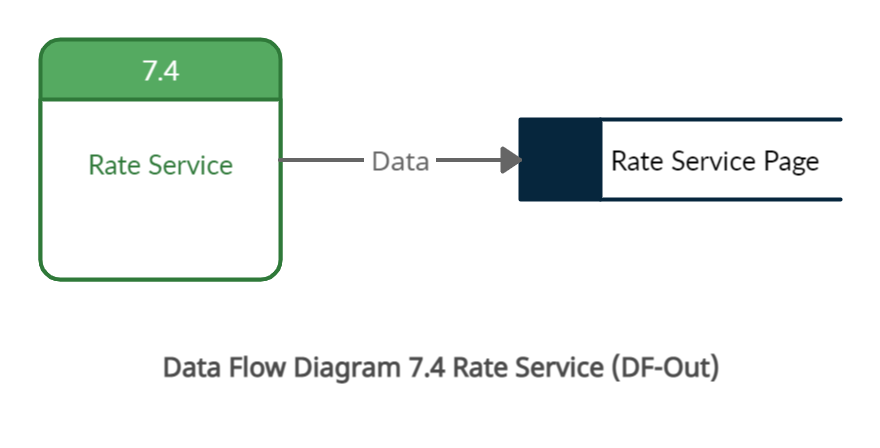 7.4
Rate Service
Data
Rate Service Page
Data Flow Diagram 7.4 Rate Service (DF-Out)